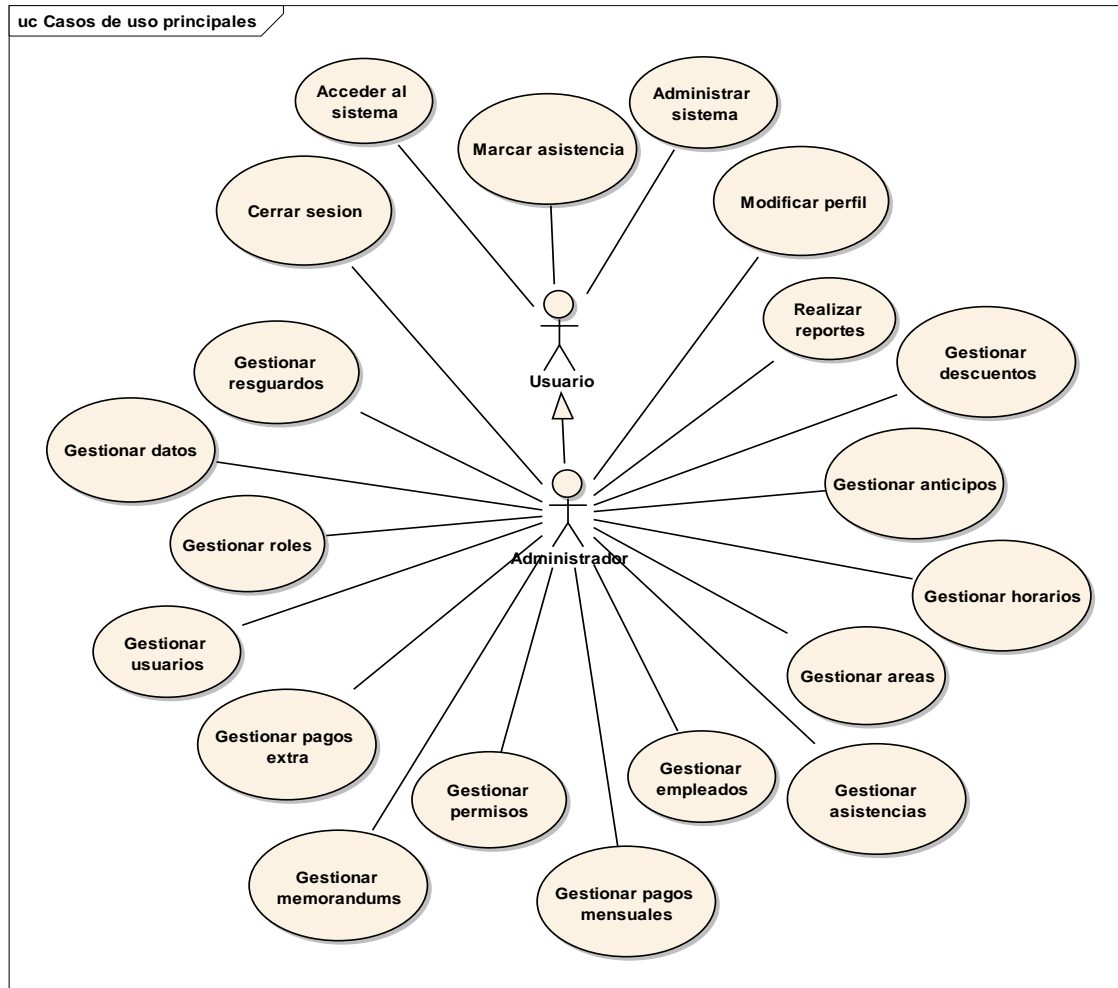 uc Casos de uso principales
Acceder al
sistema
Administrar
sistema
Marcar asistencia
Cerrar sesion
Modificar perfil
Realizar
reportes
Gestionar
resguardos
Gestionar
descuentos
Usuario
Gestionar datos
Gestionar anticipos
Gestionar roles
Administrador
Gestionar horarios
Gestionar
usuarios
Gestionar areas
Gestionar pagos
extra
Gestionar
permisos
Gestionar
empleados
Gestionar
asistencias
Gestionar
memorandums
Gestionar pagos
mensuales